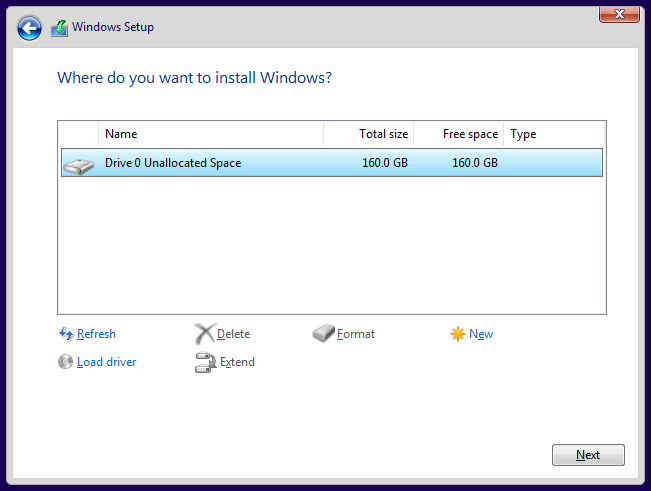 Windows Setup
Where do you want to install Windows?
Name Total size Free space Type
Drive 0 Unallocated Space 160.0 GB 160.0 GB
Refresh Delete Format New
Load driver Extend
Next